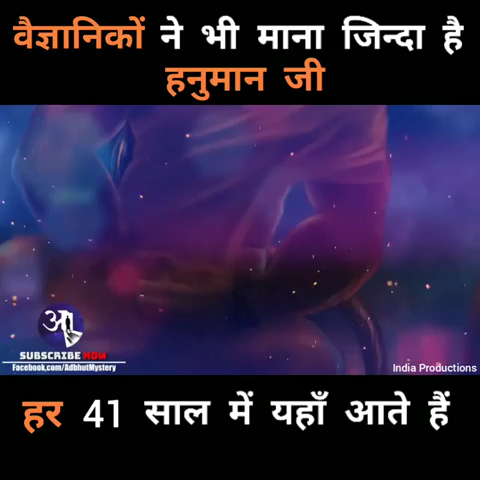 वैज्ञानिकों ने भी माना जिन्दा है
हनुमान जी
अ
SUBSCRIBE NOW
Facebook.com/AdbhutMystery
India Productions
हर 41 साल में यहाँ आते हैं